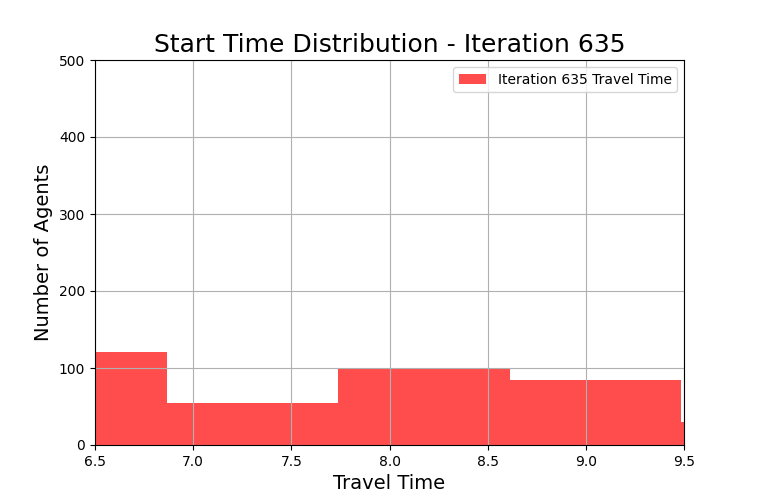 Start Time Distribution - Iteration 635
Iteration 635 Travel Time
Number of Agents
500
400
300
200
100
0
6.5 7.0 7.5 8.0 8.5 9.0 9.5
Travel Time